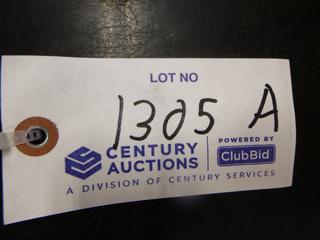 LOT NO
1305 A
CENTURY AUCTIONS
POWERED BY
ClubBid
A DIVISION OF CENTURY SERVICES